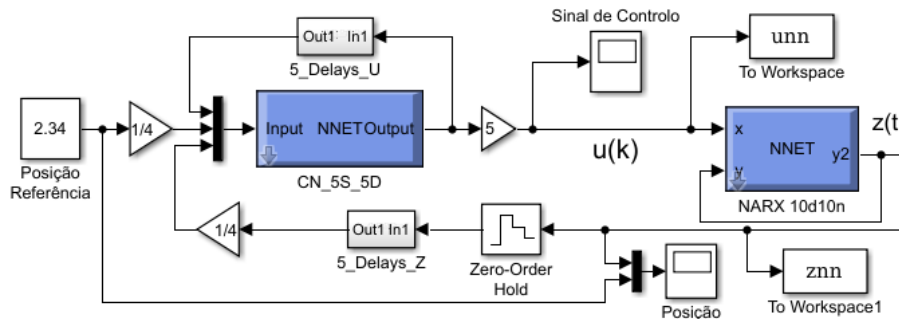 Sinal de Controlo
Out1: In1
5_Delays_U
unn
To Workspace
2.34
Posição
Referência
1/4
Input NNETOutput
CN_5S_5D
5
u(k)
x
NNET
y2
z(t
NARX 10d10n
1/4
Out1 In1
5_Delays_Z
Zero-Order
Hold
Posição
znn
To Workspace1